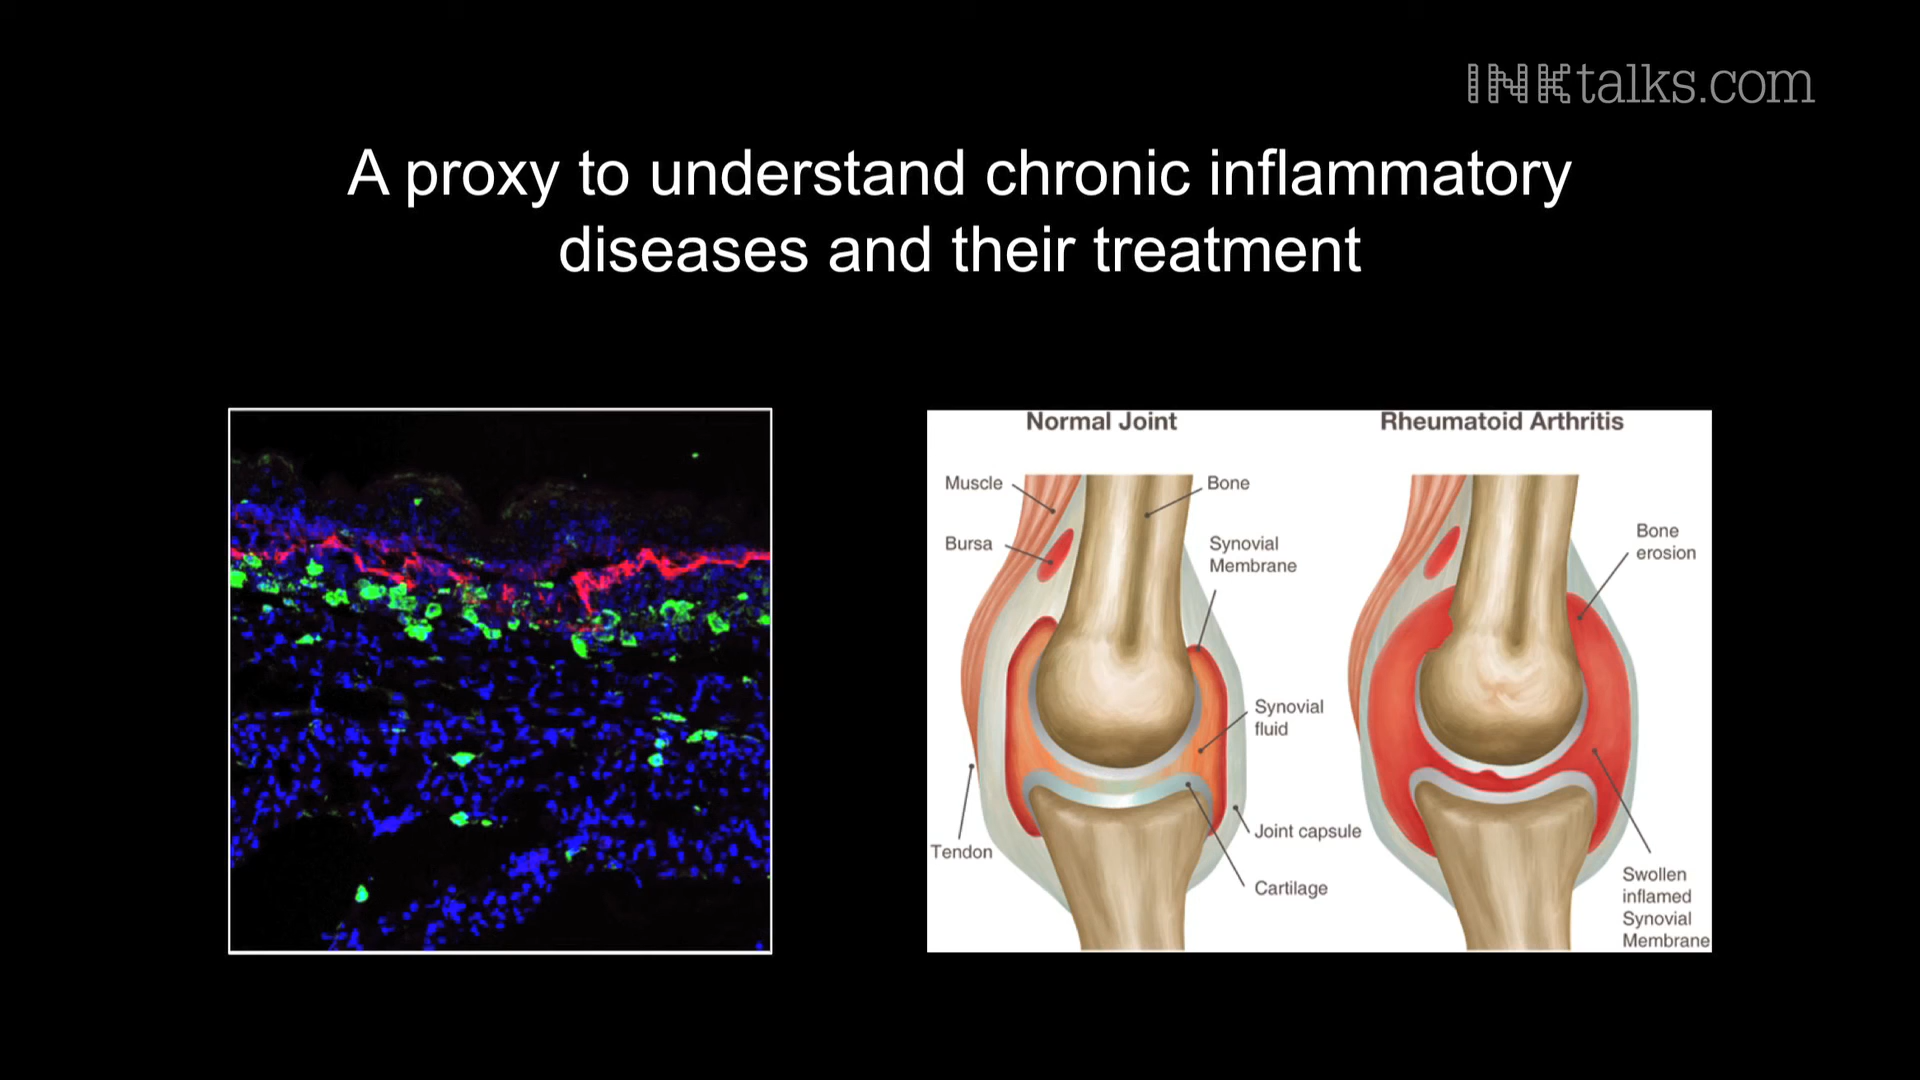 INKtalks.com
A proxy to understand chronic inflammatory
diseases and their treatment
Normal Joint
Rheumatoid Arthritis
Muscle
Bone
Bursa
Synovial
Membrane
Synovial
fluid
Tendon
Joint capsule
Cartilage
Bone
erosion
Swollen
inflamed
Synovial
Membrane